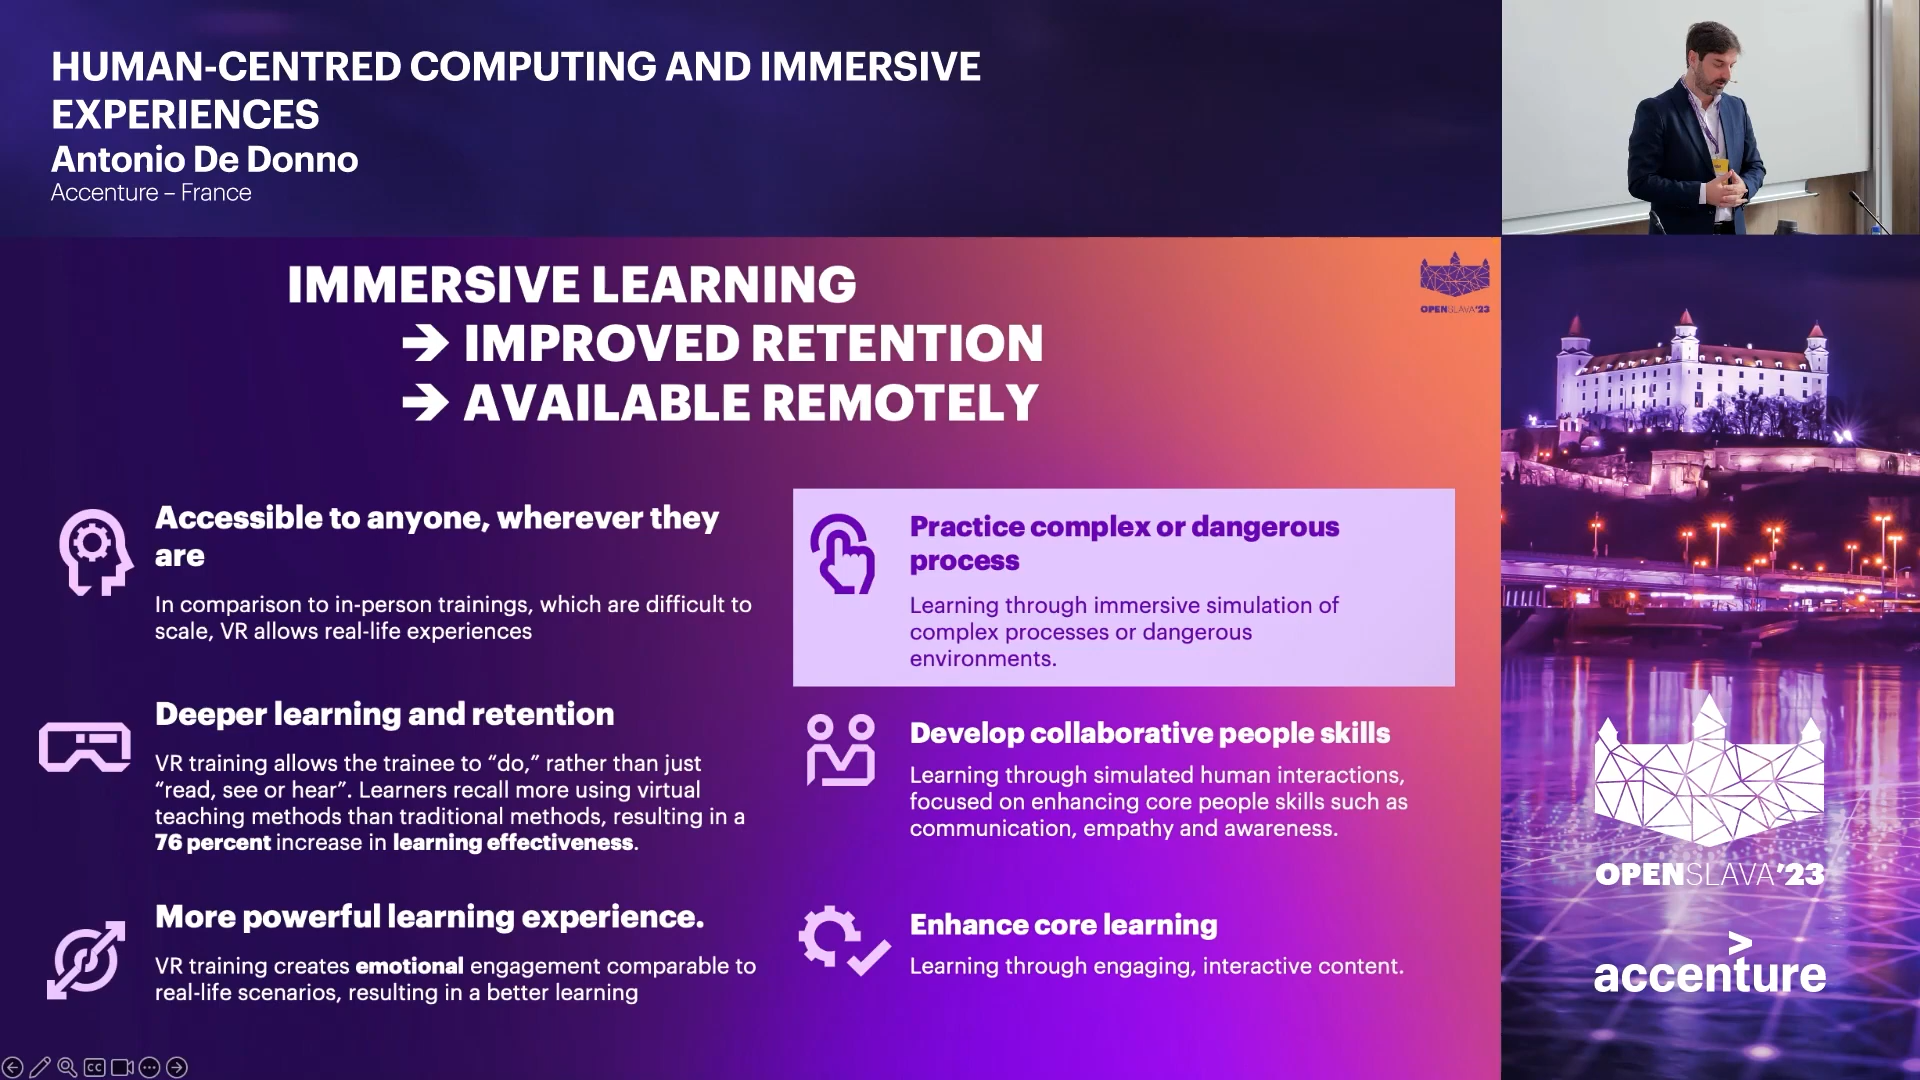 HUMAN-CENTRED COMPUTING AND IMMERSIVE
EXPERIENCES
Antonio De Donno
Accenture – France
IMMERSIVE LEARNING
➔ IMPROVED RETENTION
➔ AVAILABLE REMOTELY
OPENSLAVA'23
Accessible to anyone, wherever they
are
In comparison to in-person trainings, which are difficult to
scale, VR allows real-life experiences
Deeper learning and retention
VR training allows the trainee to “do,” rather than just
“read, see or hear”. Learners recall more using virtual
teaching methods than traditional methods, resulting in a
76 percent increase in learning effectiveness.
More powerful learning experience.
VR training creates emotional engagement comparable to
real-life scenarios, resulting in a better learning
Practice complex or dangerous
process
Learning through immersive simulation of
complex processes or dangerous
environments.
Develop collaborative people skills
Learning through simulated human interactions,
focused on enhancing core people skills such as
communication, empathy and awareness.
Enhance core learning
Learning through engaging, interactive content.
CC
OPENSLAVA'23
accenture